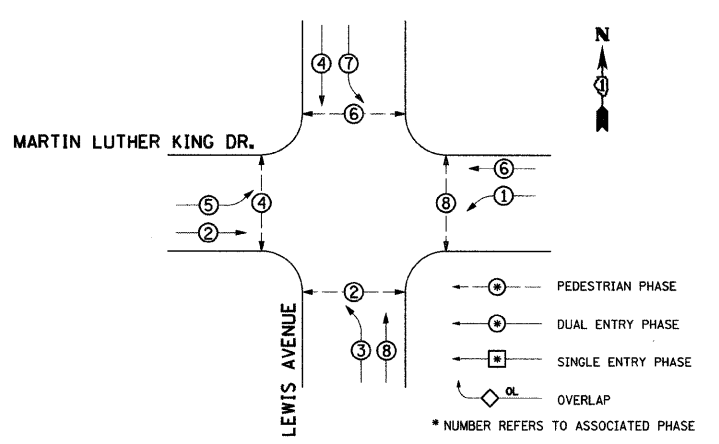 N
4 7
1
6
MARTIN LUTHER KING DR.
6
5 4 8 1
2
2
* PEDESTRIAN PHASE
LEWIS AVENUE
* DUAL ENTRY PHASE
3 8
* SINGLE ENTRY PHASE
OL
OVERLAP
* NUMBER REFERS TO ASSOCIATED PHASE